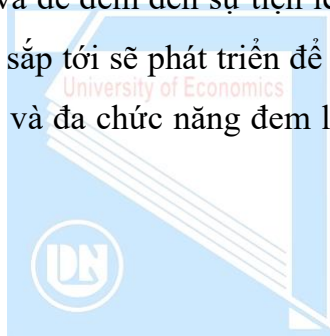 và để đem đến sự tiện l
sắp tới sẽ phát triển để
University of Economics
và đa chức năng đem l
DN